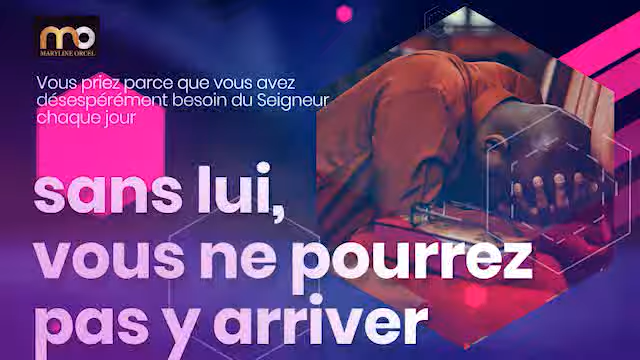 mo
MARYLINE ORCEL
Vous priez parce que vous avez
désespérément besoin du Seigneur
chaque jour
sans lui,
vous ne pourrez
pas y arriver